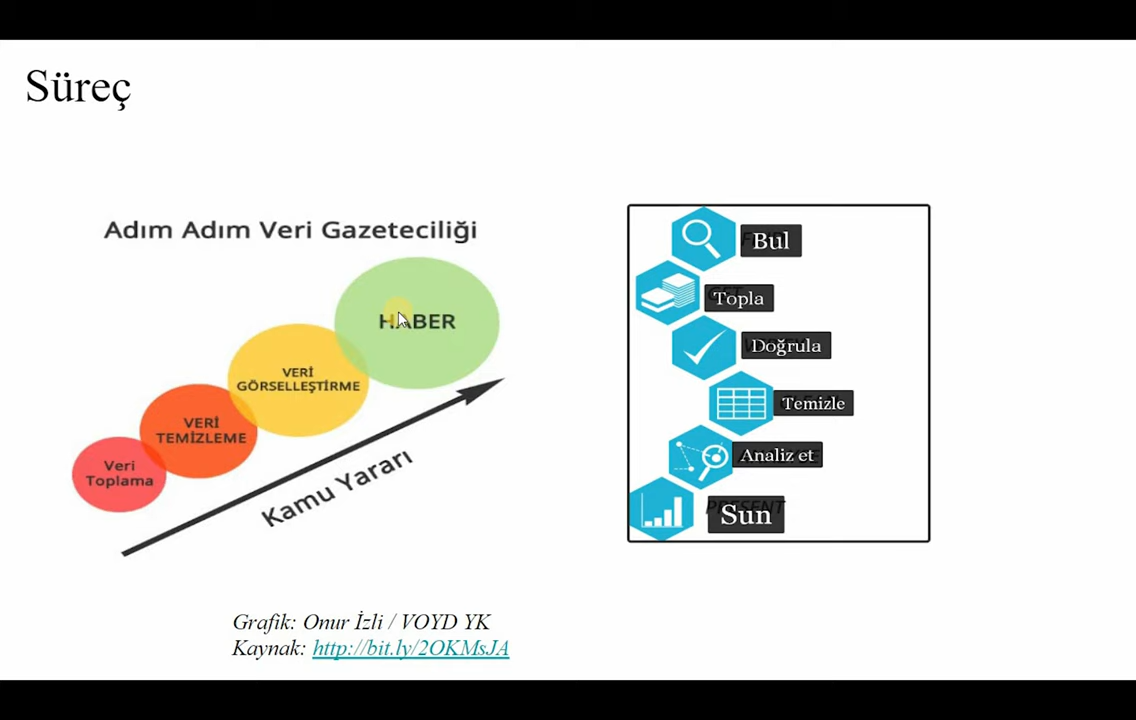 Süreç
Adım Adım Veri Gazeteciliği
HABER
VERİ
GÖRSELLEŞTİRME
VERİ
TEMİZLEME
Veri
Toplama
Kamu Yararı
Bul
Topla
Doğrula
Temizle
Analiz et
PRESENT
Sun
Grafik: Onur İzli / VOYD YK
Kaynak: http://bit.ly/2OKMsJA